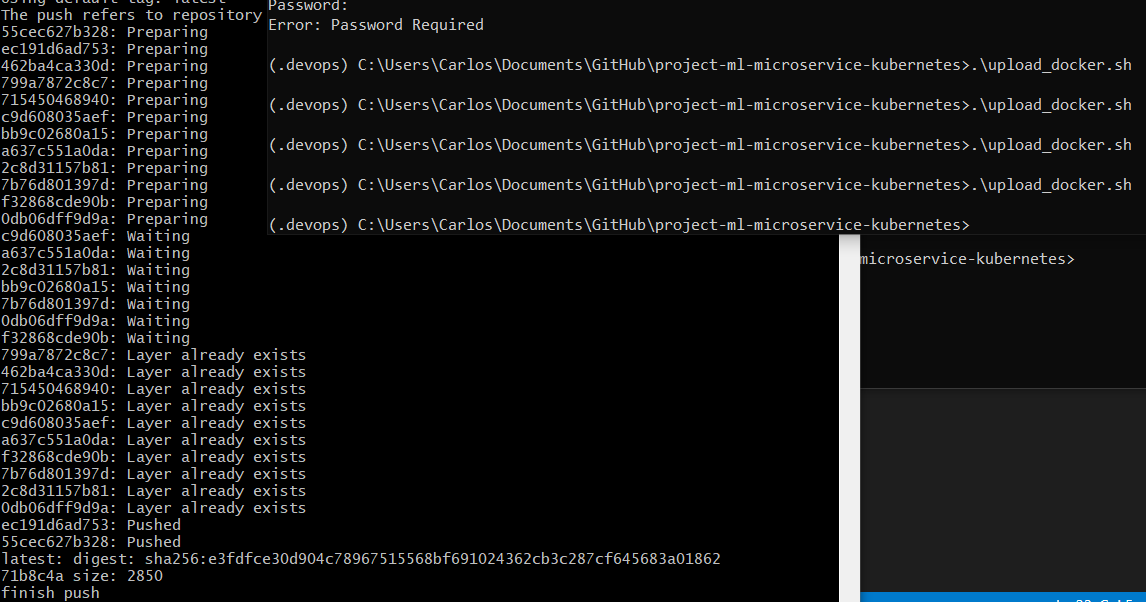 using default tag: latest
The push refers to repository
55cec627b328: Preparing
ec191d6ad753: Preparing
462ba4ca330d: Preparing
799a7872c8c7: Preparing
715450468940: Preparing
c9d608035aef: Preparing
bb9c02680a15: Preparing
a637c551a0da: Preparing
2c8d31157b81: Preparing
7b76d801397d: Preparing
f32868cde90b: Preparing
0db06dff9d9a: Preparing
c9d608035aef: Waiting
a637c551a0da: Waiting
2c8d31157b81: Waiting
bb9c02680a15: Waiting
7b76d801397d: Waiting
0db06dff9d9a: Waiting
f32868cde90b: Waiting
799a7872c8c7: Layer already exists
462ba4ca330d: Layer already exists
715450468940: Layer already exists
bb9c02680a15: Layer already exists
c9d608035aef: Layer already exists
a637c551a0da: Layer already exists
f32868cde90b: Layer already exists
7b76d801397d: Layer already exists
2c8d31157b81: Layer already exists
0db06dff9d9a: Layer already exists
ec191d6ad753: Pushed
55cec627b328: Pushed
latest: digest: sha256:e3fdfce30d904c78967515568bf691024362cb3c287cf645683a01862
71b8c4a size: 2850
finish push
Password:
Error: Password Required
(.devops) C:\Users\Carlos\Documents\GitHub\project-ml-microservice-kubernetes>.\upload_docker.sh
(.devops) C:\Users\Carlos\Documents\GitHub\project-ml-microservice-kubernetes>.\upload_docker.sh
(.devops) C:\Users\Carlos\Documents\GitHub\project-ml-microservice-kubernetes>.\upload_docker.sh
(.devops) C:\Users\Carlos\Documents\GitHub\project-ml-microservice-kubernetes>.\upload_docker.sh
(.devops) C:\Users\Carlos\Documents\GitHub\project-ml-microservice-kubernetes>
microservice-kubernetes>